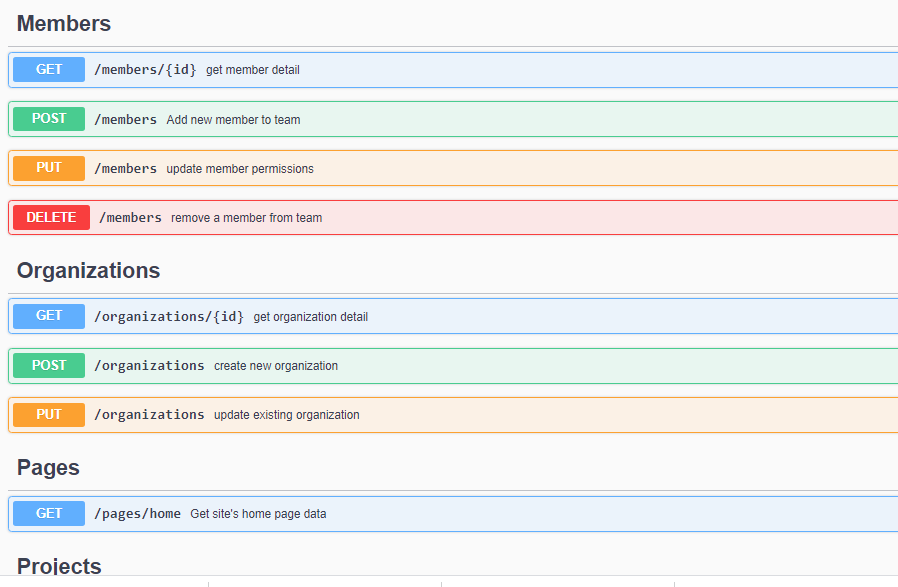 Members
GET /members/{id} get member detail
POST /members Add new member to team
PUT /members update member permissions
DELETE /members remove a member from team
Organizations
GET /organizations/{id} get organization detail
POST /organizations create new organization
PUT /organizations update existing organization
Pages
GET /pages/home Get site's home page data
Projects